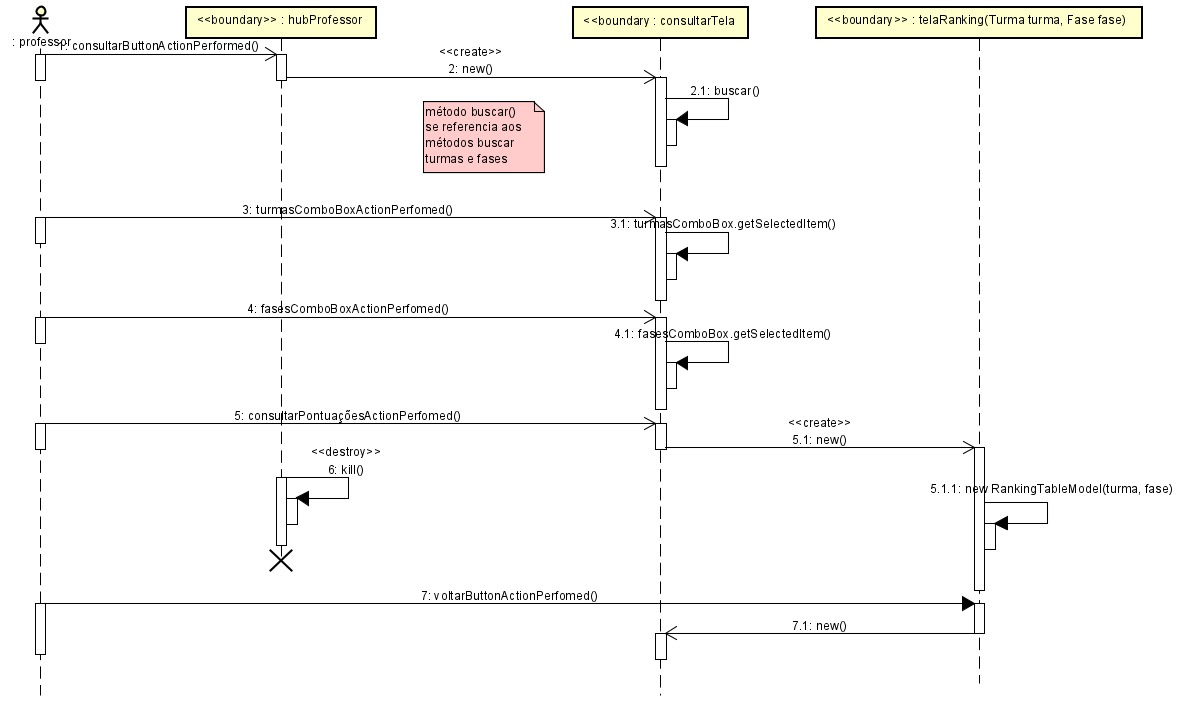 <<boundary>> : hubProfessor
<<boundary : consultarTela
<<boundary>> : telaRanking(Turma turma, Fase fase)
: professor
1: consultarButtonActionPerformed()
<<create>>
2: new()
2.1: buscar()
método buscar()
se referencia aos
métodos buscar
turmas e fases
3: turmasComboBoxActionPerfomed()
3.1: turmasComboBox.getSelectedItem()
4: fasesComboBoxActionPerfomed()
4.1: fasesComboBox.getSelectedItem()
5: consultarPontuaçõesActionPerfomed()
<<create>>
5.1: new()
<<destroy>>
6: kill()
5.1.1: new RankingTableModel(turma, fase)
7: voltarButtonActionPerfomed()
7.1: new()